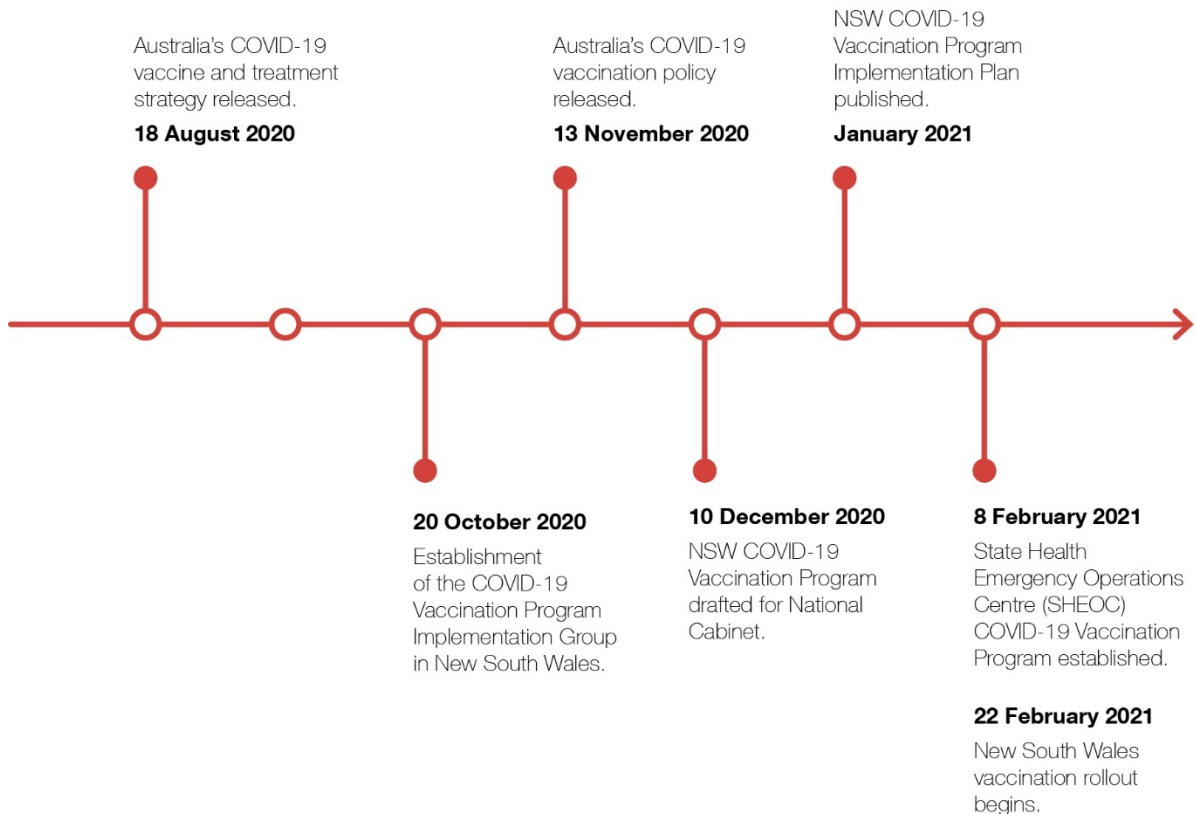 Australia’s COVID-19
vaccine and treatment
strategy released.
18 August 2020
Australia’s COVID-19
vaccination policy
released.
13 November 2020
NSW COVID-19
Vaccination Program
Implementation Plan
published.
January 2021
20 October 2020
Establishment
of the COVID-19
Vaccination Program
Implementation Group
in New South Wales.
10 December 2020
NSW COVID-19
Vaccination Program
drafted for National
Cabinet.
8 February 2021
State Health
Emergency Operations
Centre (SHEOC)
COVID-19 Vaccination
Program established.
22 February 2021
New South Wales
vaccination rollout
begins.